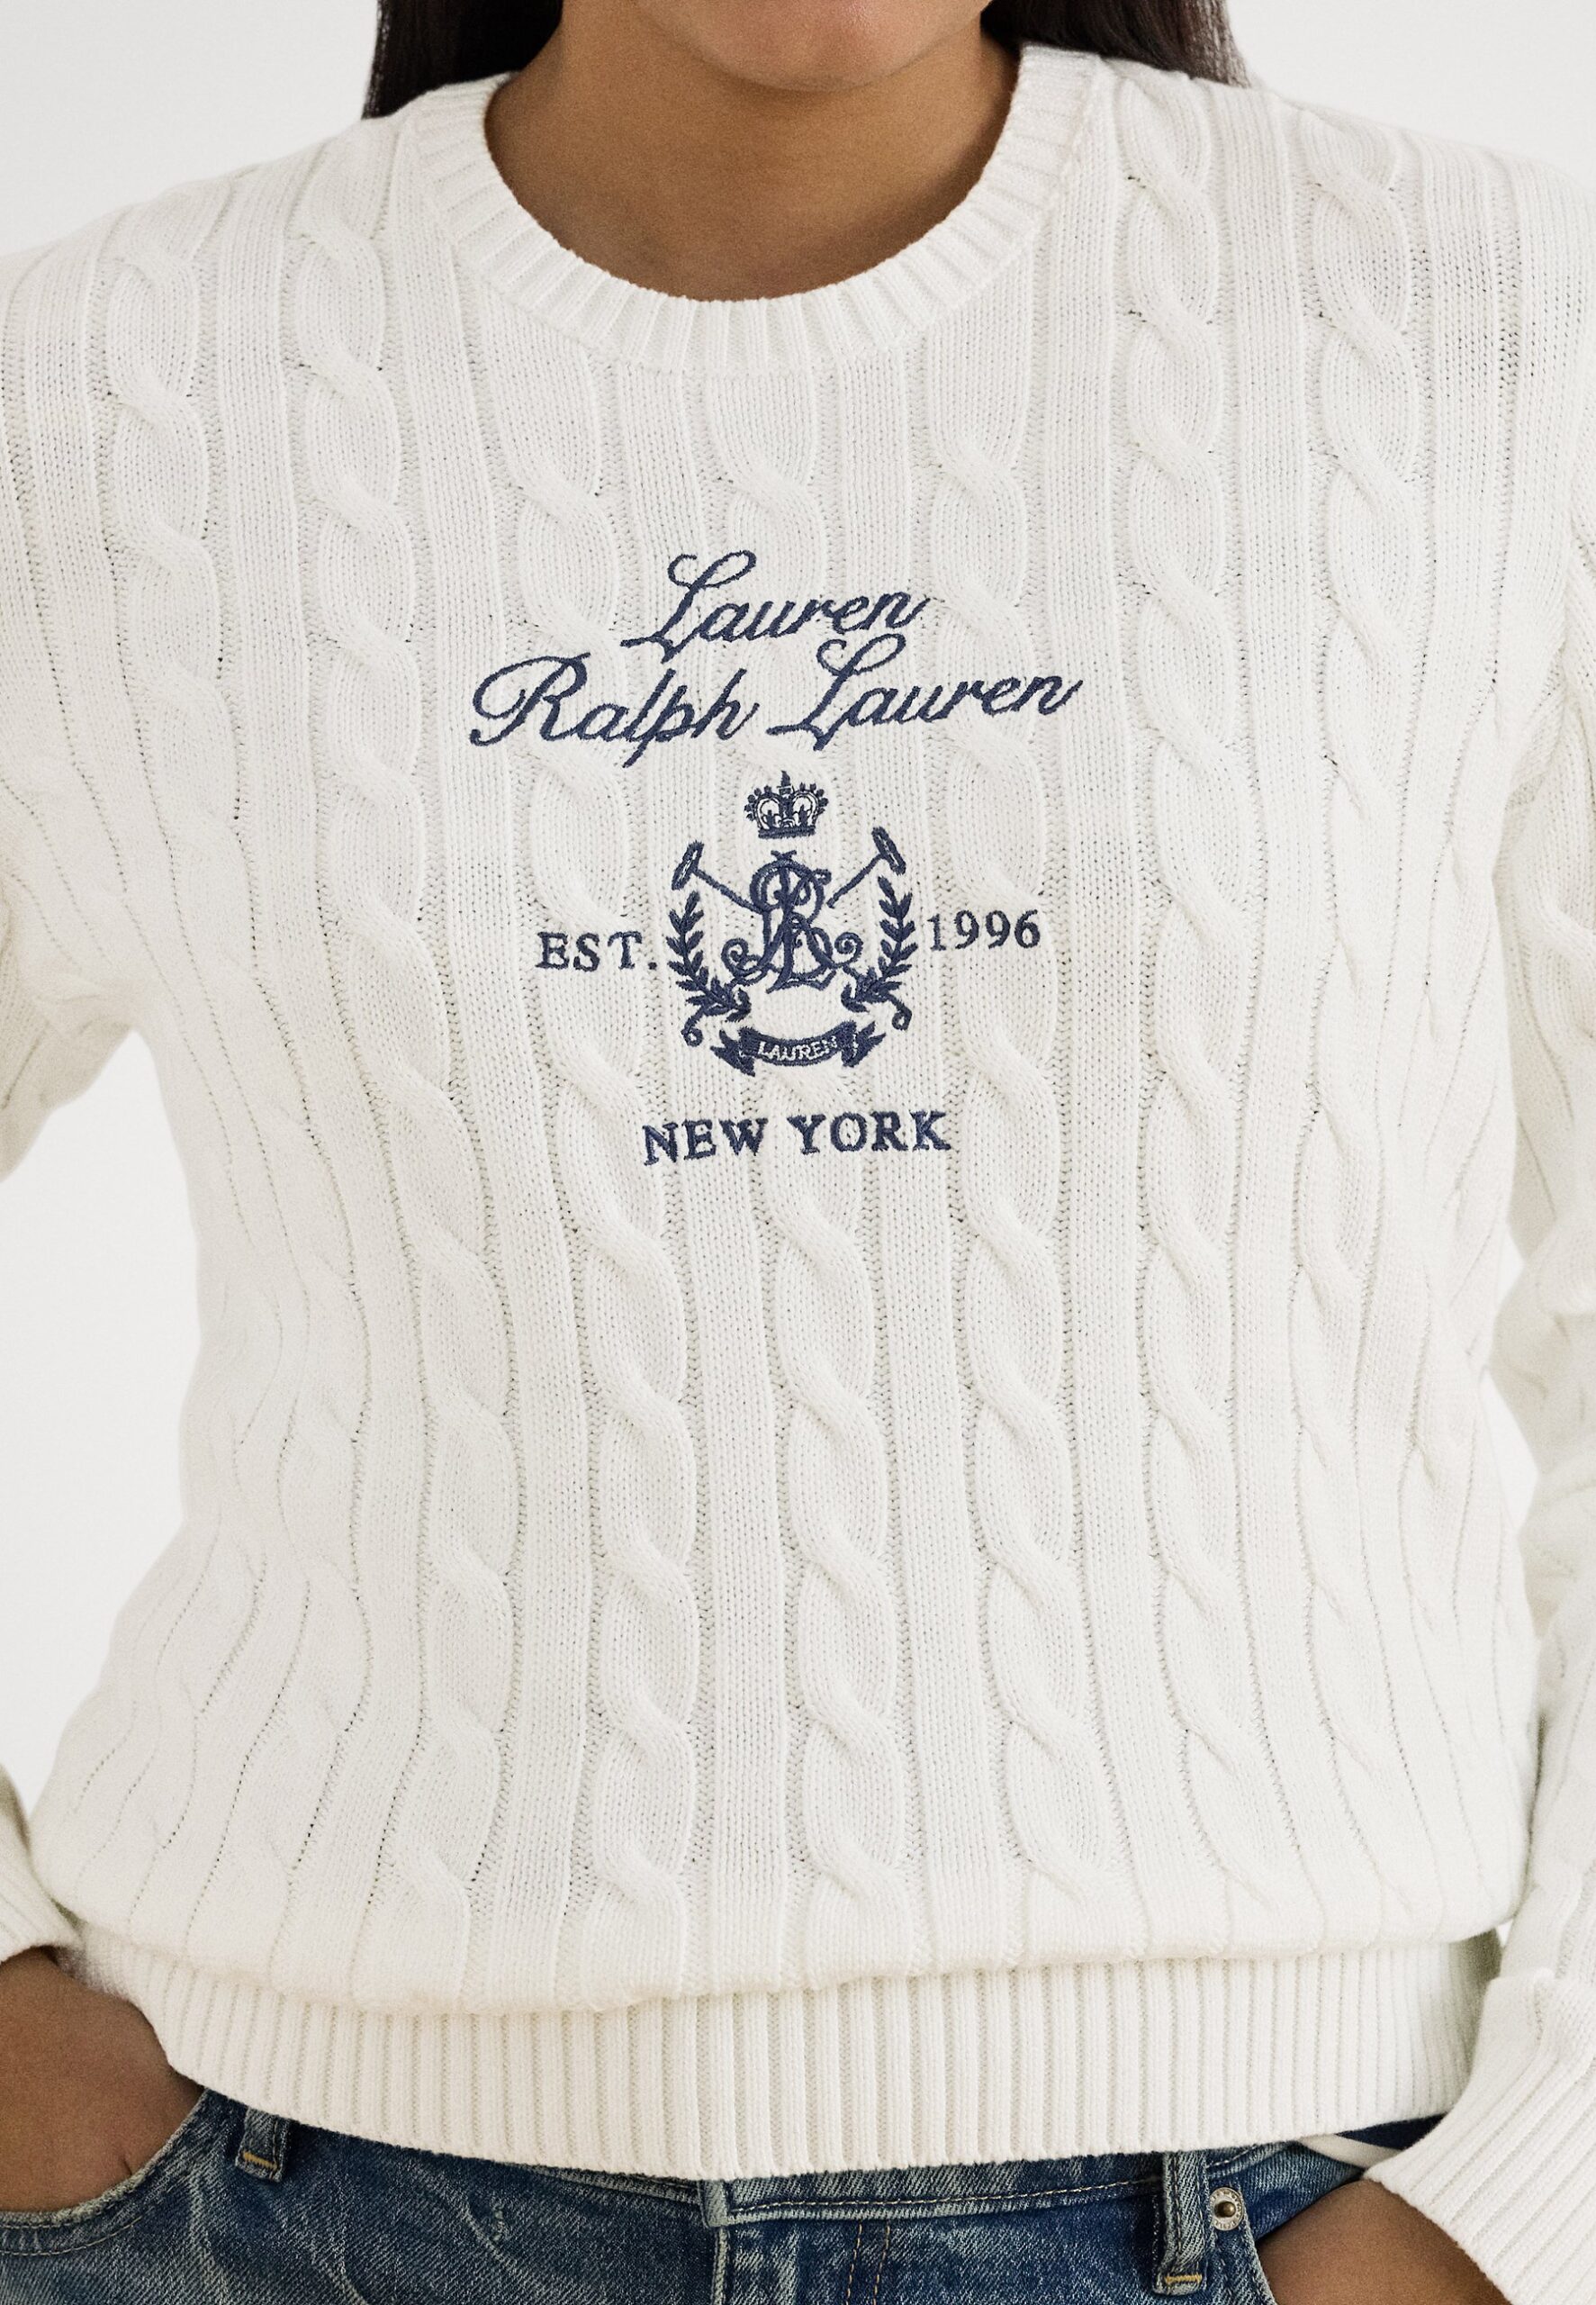 Lauren
Ralph Lauren
EST. 1996
LAUREN
NEW YORK